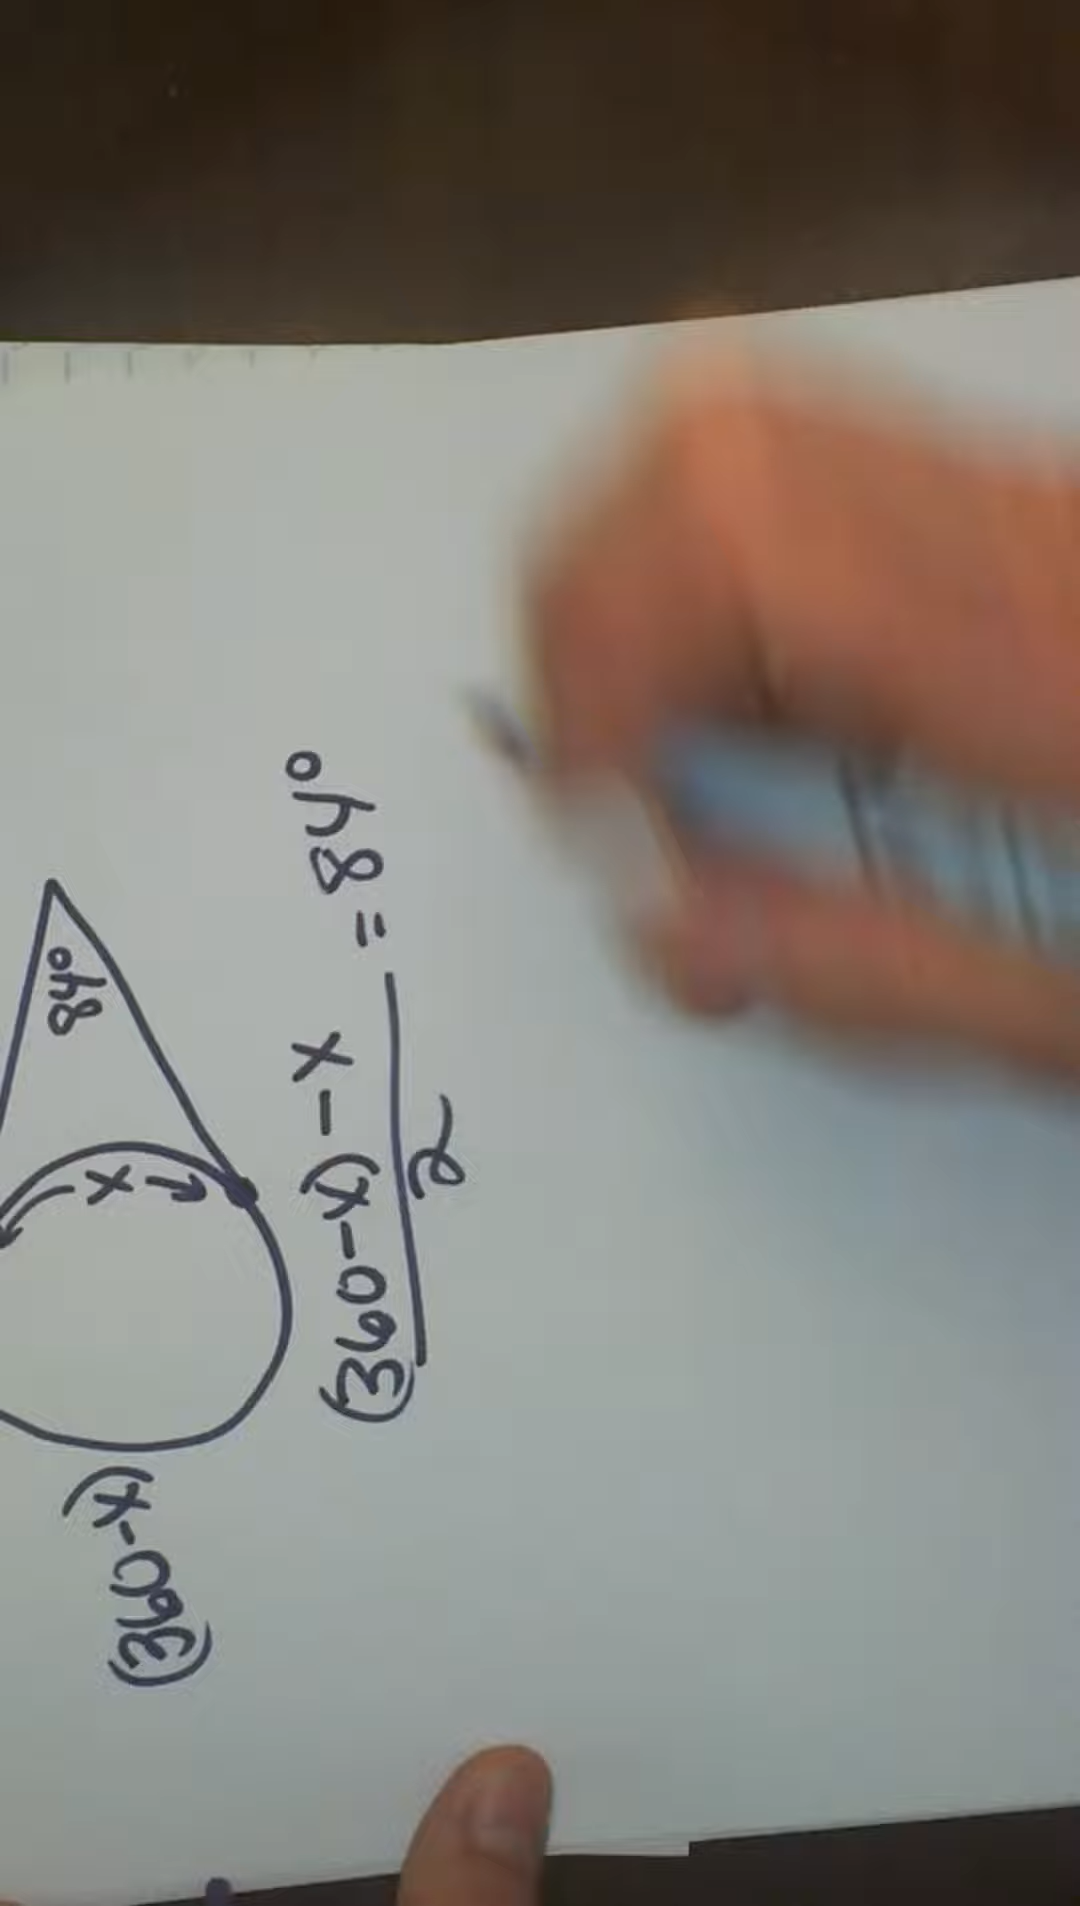 (360-x) - x
2
= 84°
84°
x
(360-x)